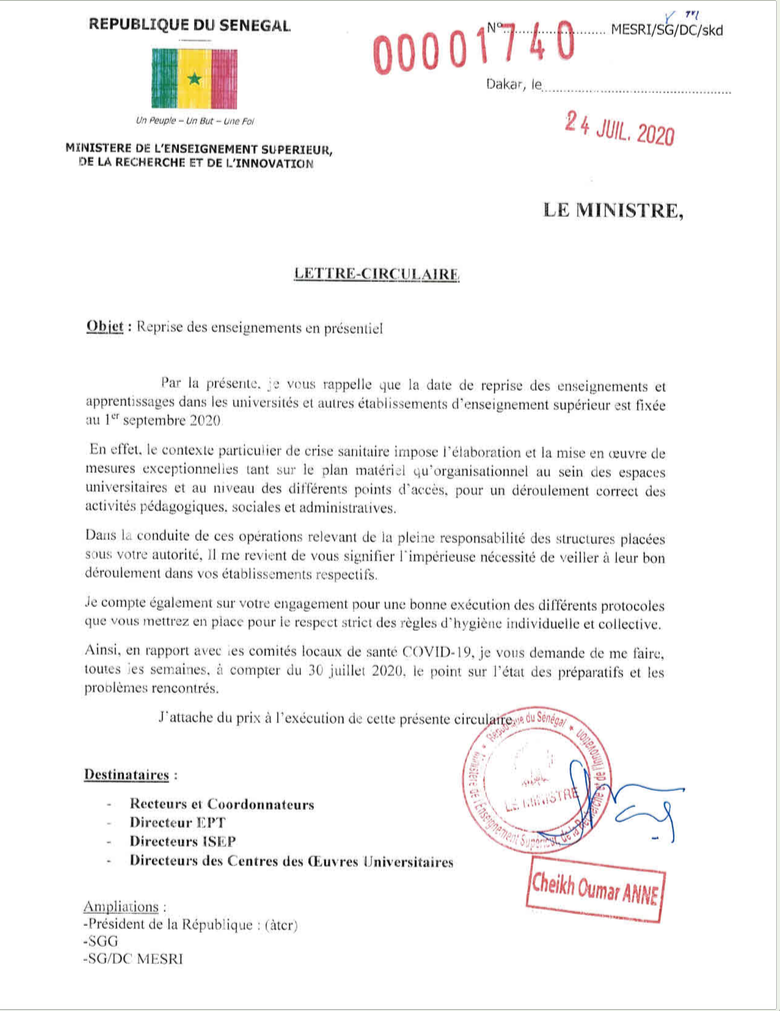 REPUBLIQUE DU SENEGAL
Un Peuple – Un But – Une Foi
MINISTERE DE L'ENSEIGNEMENT SUPERIEUR,
DE LA RECHERCHE ET DE L'INNOVATION
N° 00001740 MESRI/SG/DC/skd
Dakar, le
24 JUIL. 2020
LE MINISTRE,
LETTRE-CIRCULAIRE
Objet : Reprise des enseignements en présentiel
Par la présente, je vous rappelle que la date de reprise des enseignements et
apprentissages dans les universités et autres établissements d'enseignement supérieur est fixée
au 1er septembre 2020
En effet, le contexte particulier de crise sanitaire impose l'élaboration et la mise en œuvre de
mesures exceptionnelles tant sur le plan matériel qu'organisationnel au sein des espaces
universitaires et au niveau des différents points d'accès, pour un déroulement correct des
activités pédagogiques, sociales et administratives.
Dans la conduite de ces opérations relevant de la pleine responsabilité des structures placées
sous votre autorité, Il me revient de vous signifier l'impérieuse nécessité de veiller à leur bon
déroulement dans vos établissements respectifs.
Je compte également sur votre engagement pour une bonne exécution des différents protocoles
que vous mettrez en place pour le respect strict des règles d'hygiène individuelle et collective.
Ainsi, en rapport avec les comités locaux de santé COVID-19, je vous demande de me faire,
toutes les semaines, à compter du 30 juillet 2020, le point sur l'état des préparatifs et les
problèmes rencontrés.
J'attache du prix à l'exécution de cette présente circulaire.
République du Sénégal
Ministère de l'Enseignement Supérieur de la Recherche et de l'Innovation
LE MINISTRE
Cheikh Oumar ANNE
Destinataires :
- Recteurs et Coordonnateurs
- Directeur EPT
- Directeurs ISEP
- Directeurs des Centres des Œuvres Universitaires
Ampliations :
-Président de la République : (àtcr)
-SGG
-SG/DC MESRI